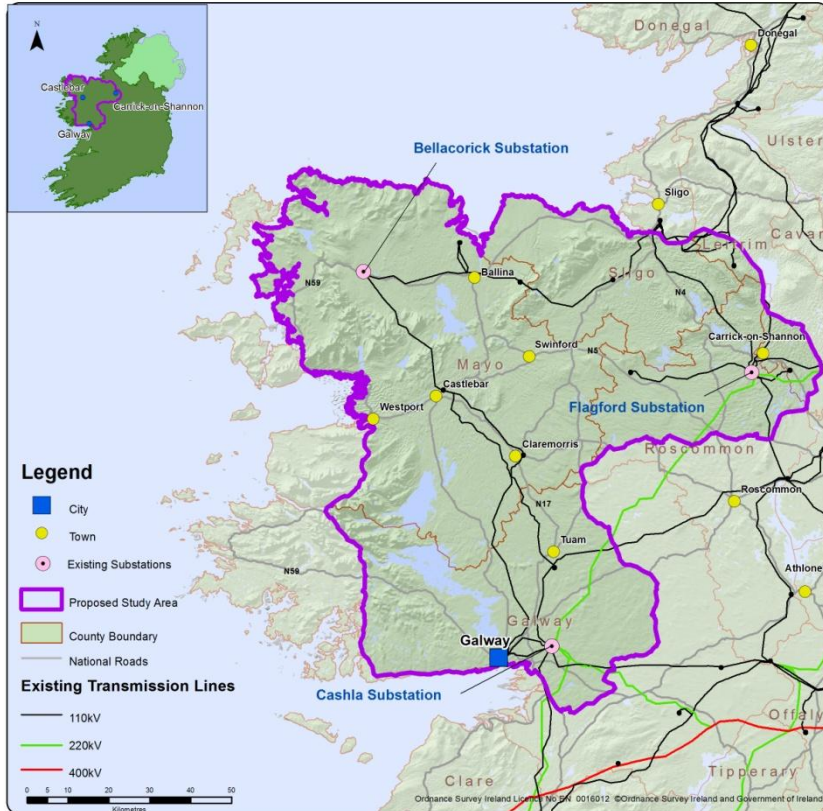 Castlebar
Carrick-on-Shannon
Galway
Donegal
Donegal
Ulster
Bellacorick Substation
Sligo
Cavan
Leitrim
Sligo
Ballina
N59
N4
Swinford
N5
Carrick-on-Shannon
Mayo
Castlebar
Westport
Flagford Substation
Claremorris
Roscommon
Roscommon
N17
Tuam
N59
Athlone
Galway
Galway
Cashla Substation
Offaly
Tipperary
Clare
Legend
City
Town
Existing Substations
Proposed Study Area
County Boundary
National Roads
Existing Transmission Lines
110kV
220kV
400kV
0 10 20 30 40 50
Kilometres
Ordnance Survey Ireland Licence No EN 0016012 ©Ordnance Survey Ireland and Government of Ireland